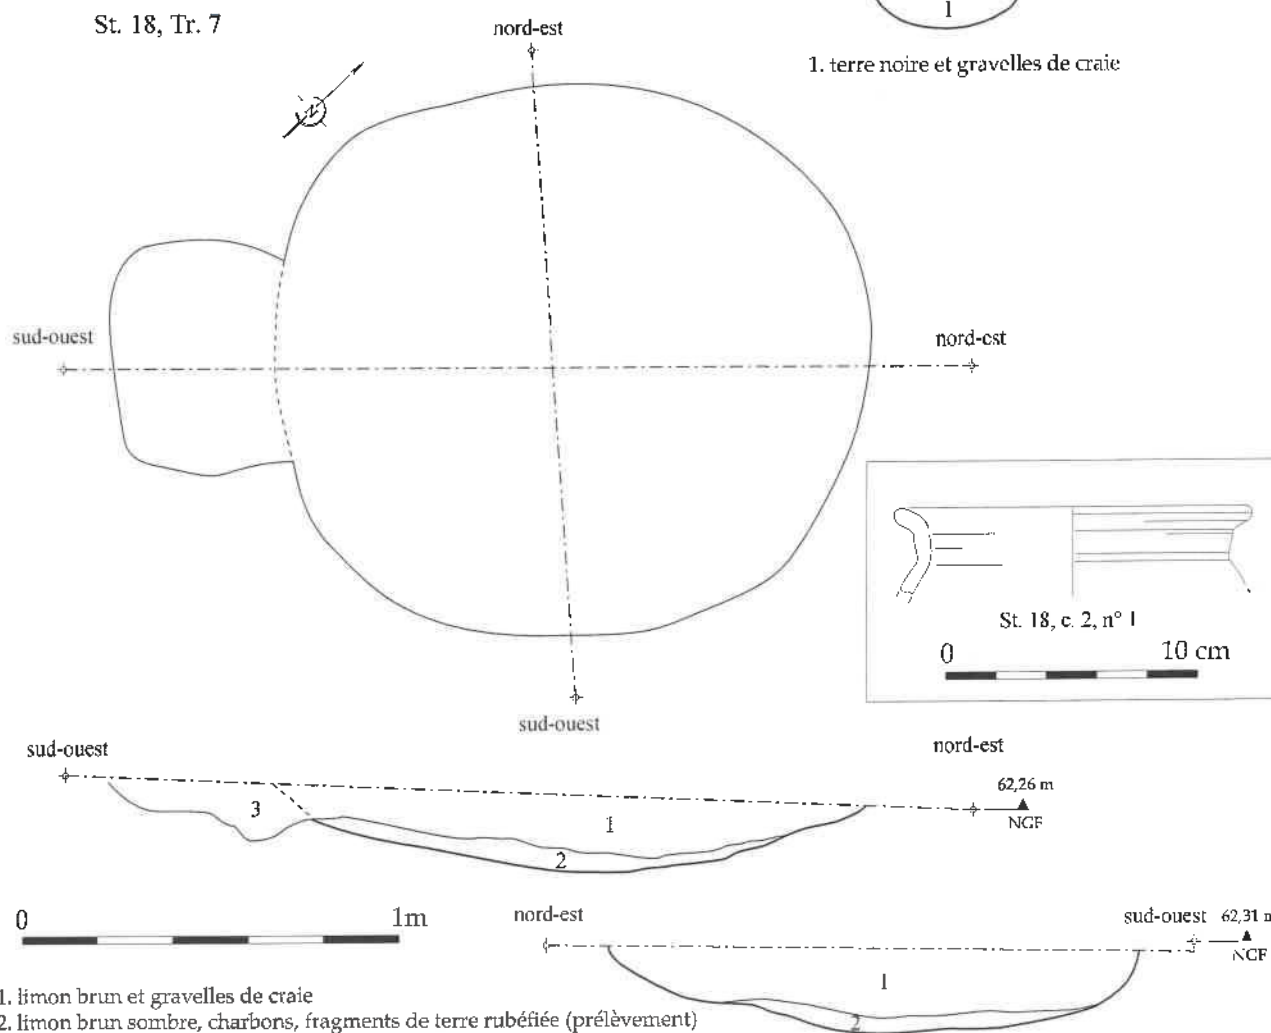 St. 18, Tr. 7
1
1. terre noire et gravelles de craie
nord-est
N
sud-ouest
nord-est
sud-ouest
St. 18, c. 2, n° 1
0 10 cm
sud-ouest
nord-est
62,26 m
NGF
3
1
2
0 1m
nord-est
sud-ouest
62,31 m
NGF
1
2
1. limon brun et gravelles de craie
2. limon brun sombre, charbons, fragments de terre rubéfiée (prélèvement)